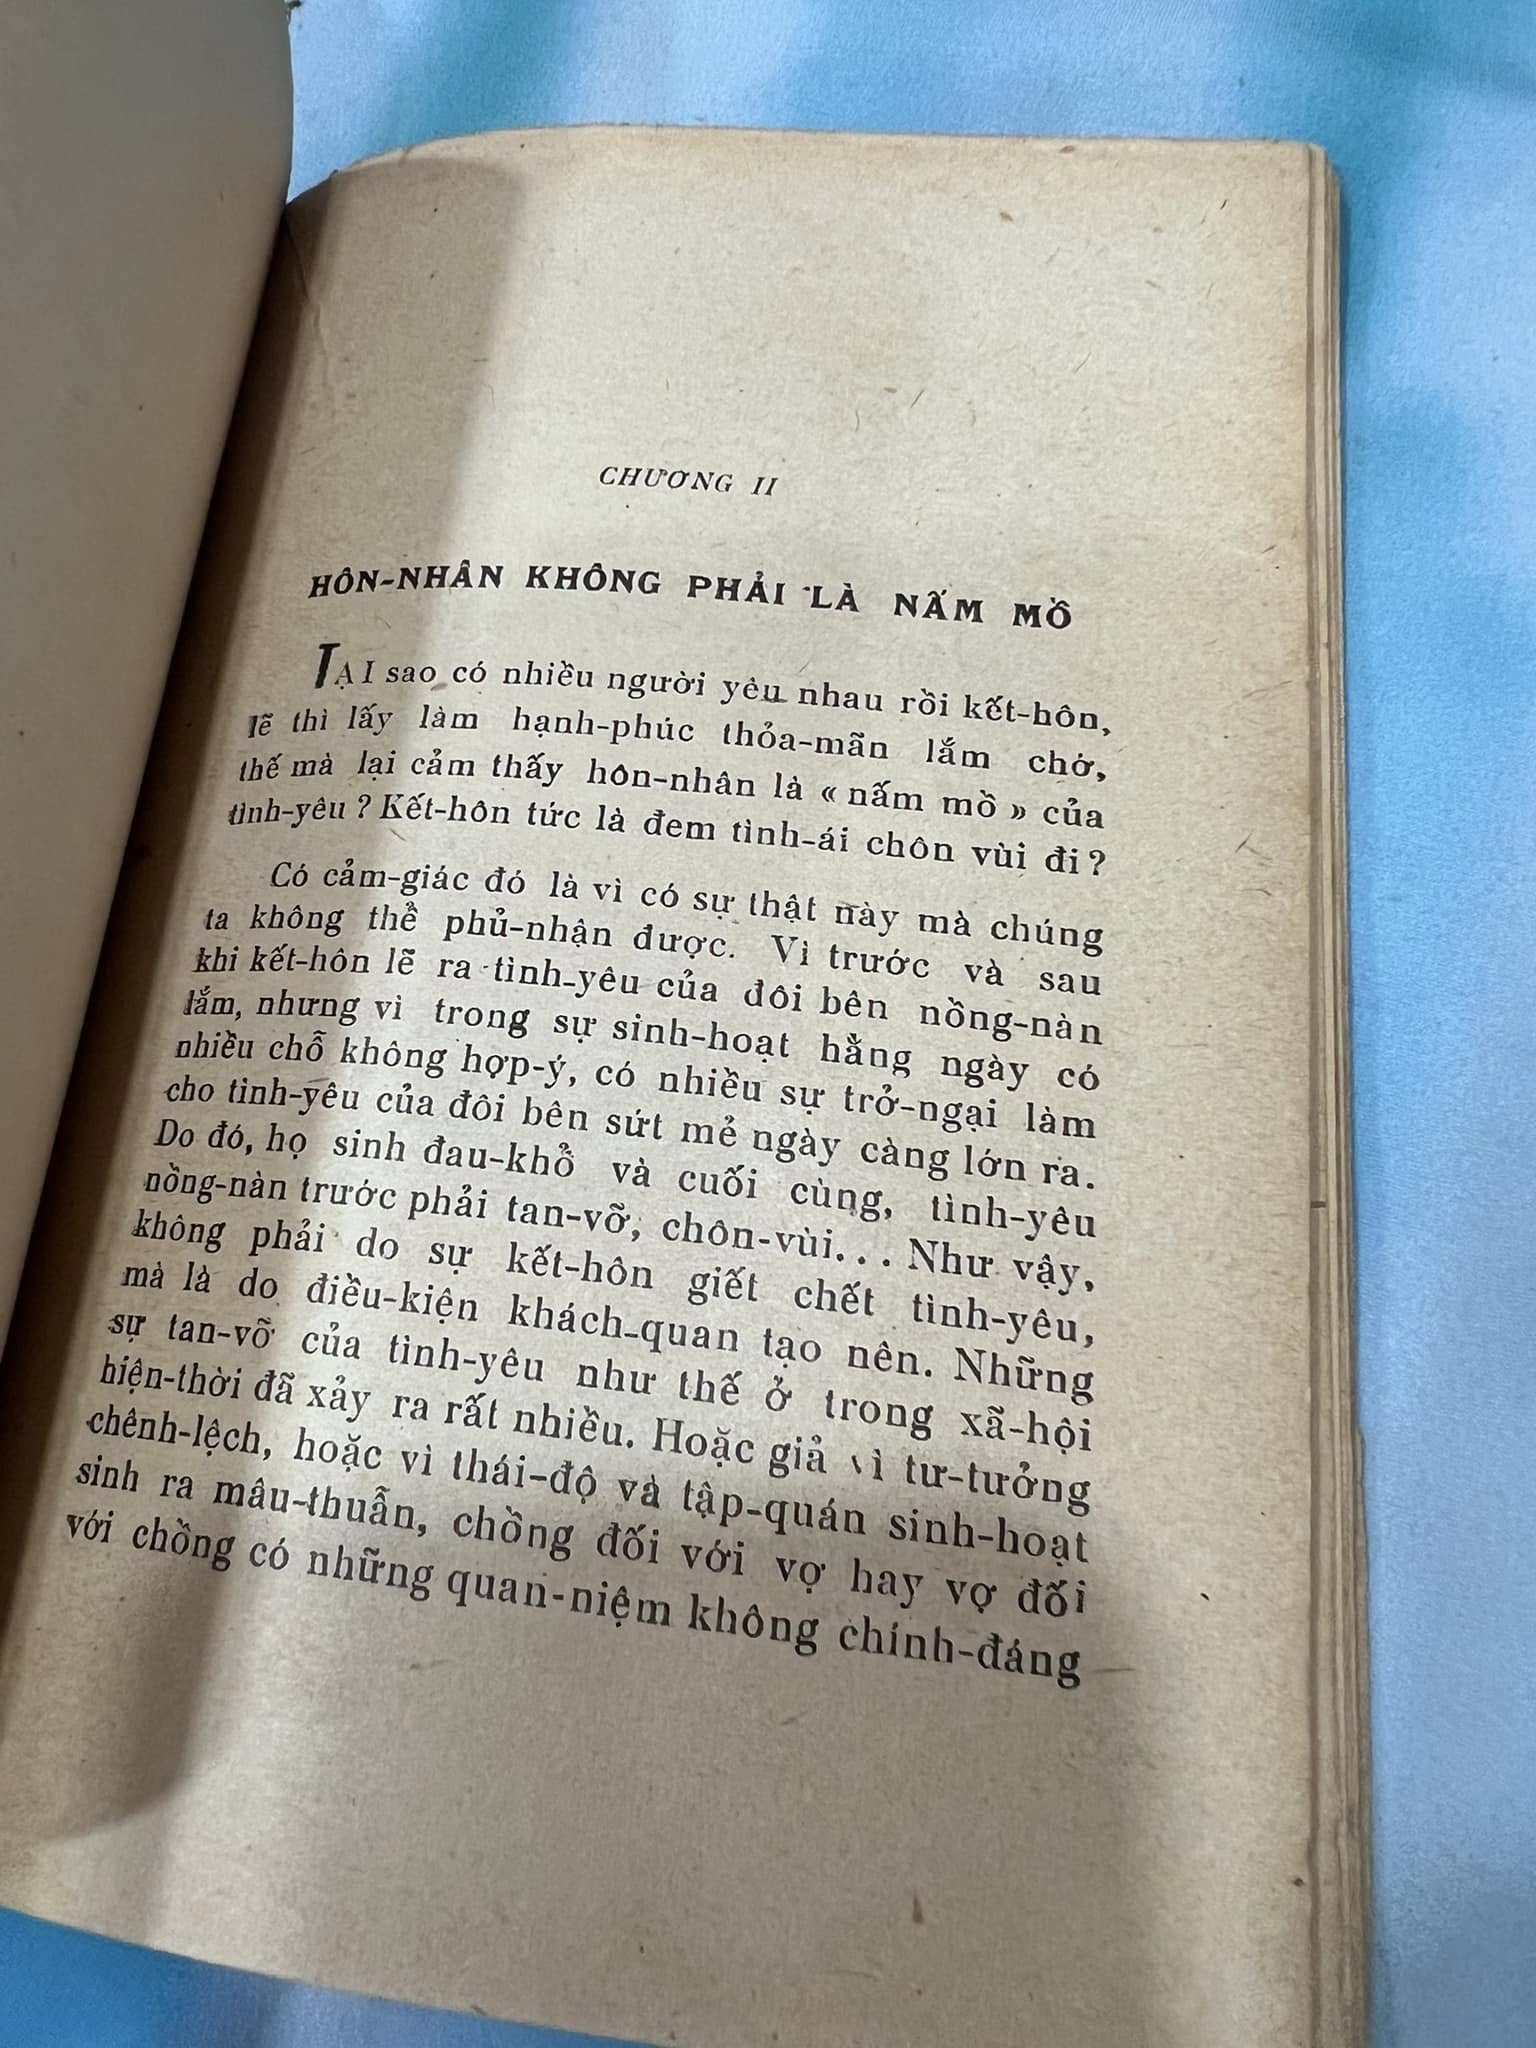 CHƯƠNG II
HÔN-NHÂN KHÔNG PHẢI LÀ NẤM MỒ
TẠI sao có nhiều người yêu nhau rồi kết-hôn,
lẽ thì lấy làm hạnh-phúc thỏa-mãn lắm chớ,
thế mà lại cảm thấy hôn-nhân là « nấm mồ » của
tình-yêu ? Kết-hôn tức là đem tình-ái chôn vùi đi ?
Có cảm-giác đó là vì có sự thật này mà chúng
ta không thể phủ-nhận được. Vì trước và sau
khi kết-hôn lẽ ra tình-yêu của đôi bên nồng-nàn
lắm, nhưng vì trong sự sinh-hoạt hằng ngày có
nhiều chỗ không hợp-ý, có nhiều sự trở-ngại làm
cho tình-yêu của đôi bên sứt mẻ ngày càng lớn ra.
Do đó, họ sinh đau-khổ và cuối cùng, tình-yêu
nồng-nàn trước phải tan-vỡ, chôn-vùi... Như vậy,
không phải do sự kết-hôn giết chết tình-yêu,
mà là do điều-kiện khách-quan tạo nên. Những
sự tan-vỡ của tình-yêu như thế ở trong xã-hội
hiện-thời đã xảy ra rất nhiều. Hoặc giả vì tư-tưởng
chênh-lệch, hoặc vì thái-độ và tập-quán sinh-hoạt
sinh ra mâu-thuẫn, chồng đối với vợ hay vợ đối
với chồng có những quan-niệm không chính-đáng